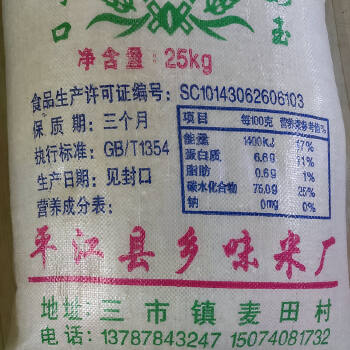 口 玉
净含量：25kg
食品生产许可证编号：SC10143062606103
保质期：三个月
执行标准：GB/T1354
生产日期：见封口
营养成分表：
项目 每100克 营养素参考值%
能量 1400KJ 17%
蛋白质 6.6g 11%
脂肪 0.6g 1%
碳水化合物 75.0g 25%
钠 0mg 0%
平江县乡味米厂
地址：三市镇麦田村
电话：13787843247 15074081732